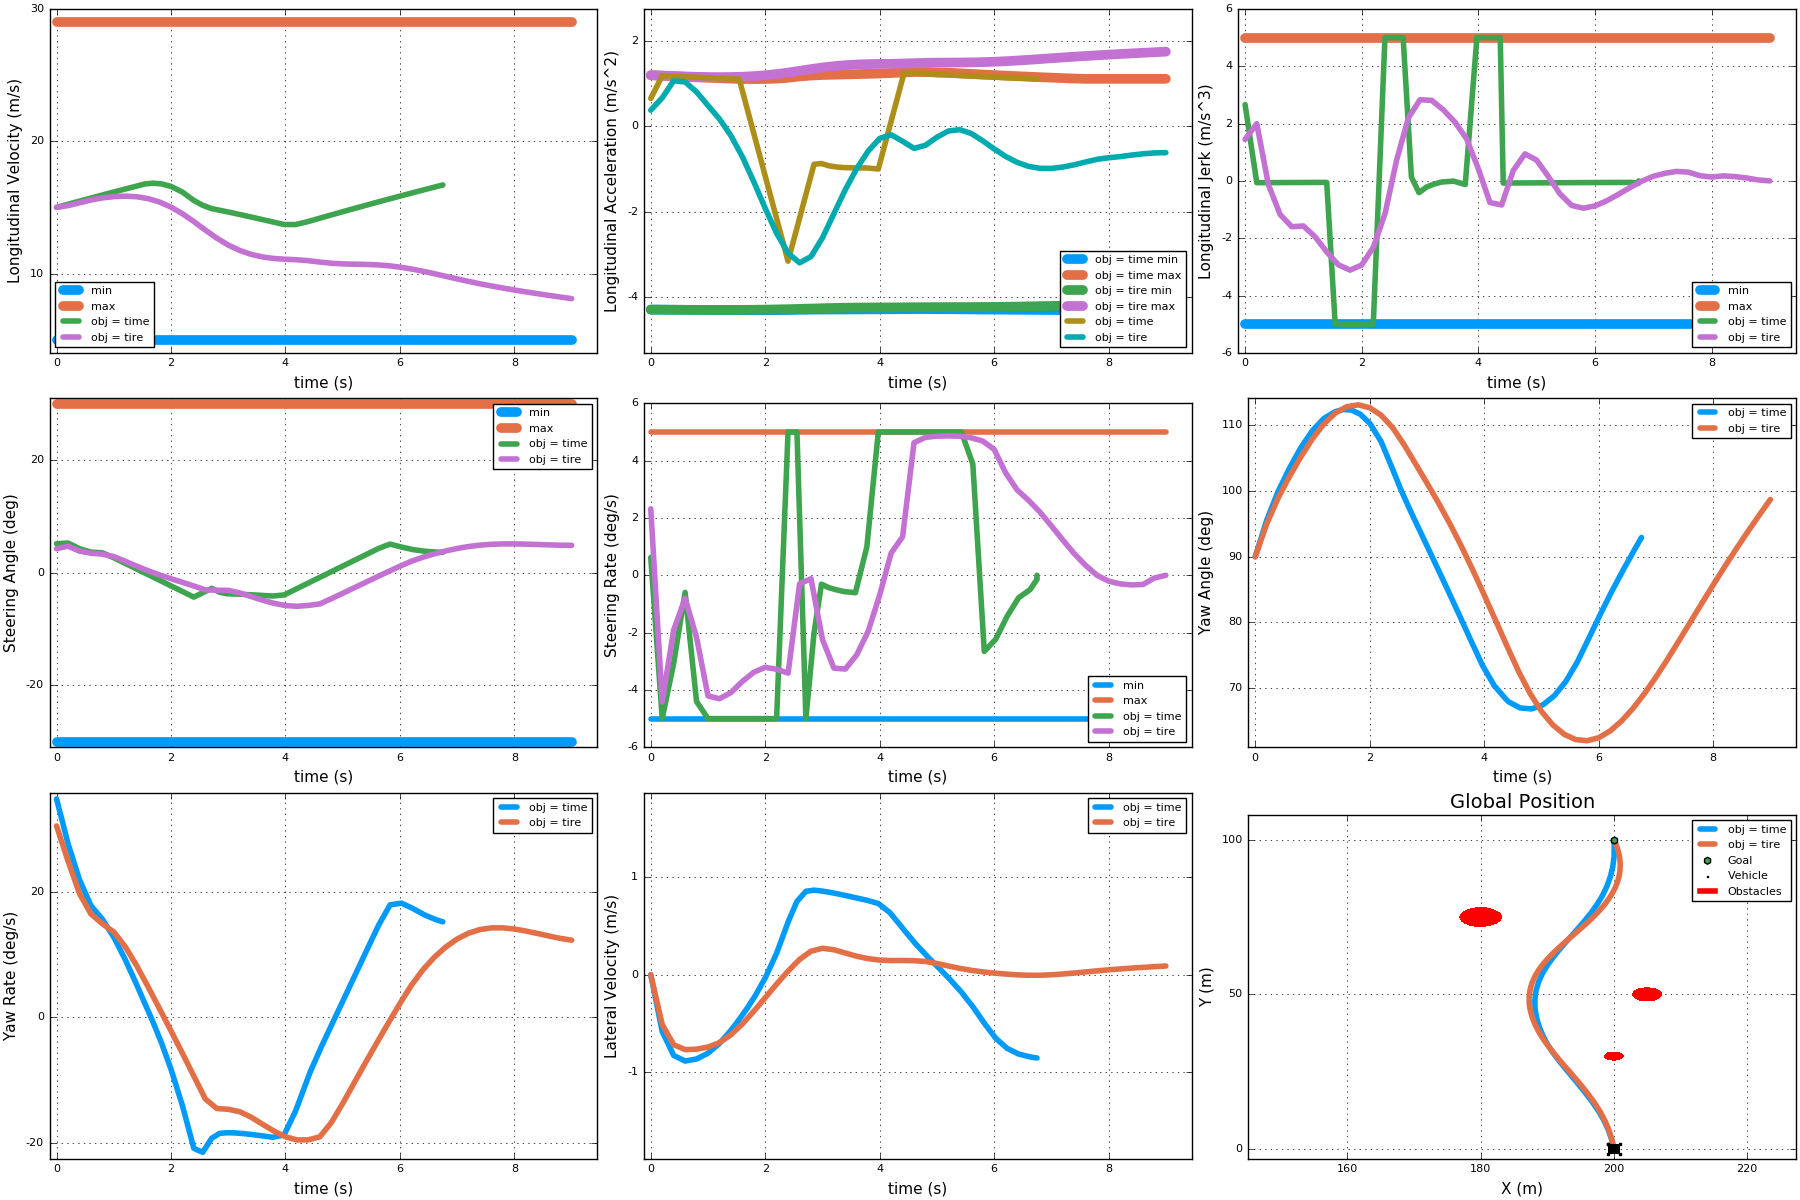 30
20
10
0
2
4
6
8
Longitudinal Velocity (m/s)
time (s)
min
max
obj = time
obj = tire
2
0
-2
-4
0
2
4
6
8
Longitudinal Acceleration (m/s^2)
time (s)
obj = time min
obj = time max
obj = tire min
obj = tire max
obj = time
obj = tire
6
4
2
0
-2
-4
-6
0
2
4
6
8
Longitudinal Jerk (m/s^3)
time (s)
min
max
obj = time
obj = tire
20
0
-20
0
2
4
6
8
Steering Angle (deg)
time (s)
min
max
obj = time
obj = tire
6
4
2
0
-2
-4
-6
0
2
4
6
8
Steering Rate (deg/s)
time (s)
min
max
obj = time
obj = tire
110
100
90
80
70
0
2
4
6
8
Yaw Angle (deg)
time (s)
obj = time
obj = tire
20
0
-20
0
2
4
6
8
Yaw Rate (deg/s)
time (s)
obj = time
obj = tire
1
0
-1
0
2
4
6
8
Lateral Velocity (m/s)
time (s)
obj = time
obj = tire
Global Position
100
50
0
160
180
200
220
Y (m)
X (m)
obj = time
obj = tire
Goal
Vehicle
Obstacles